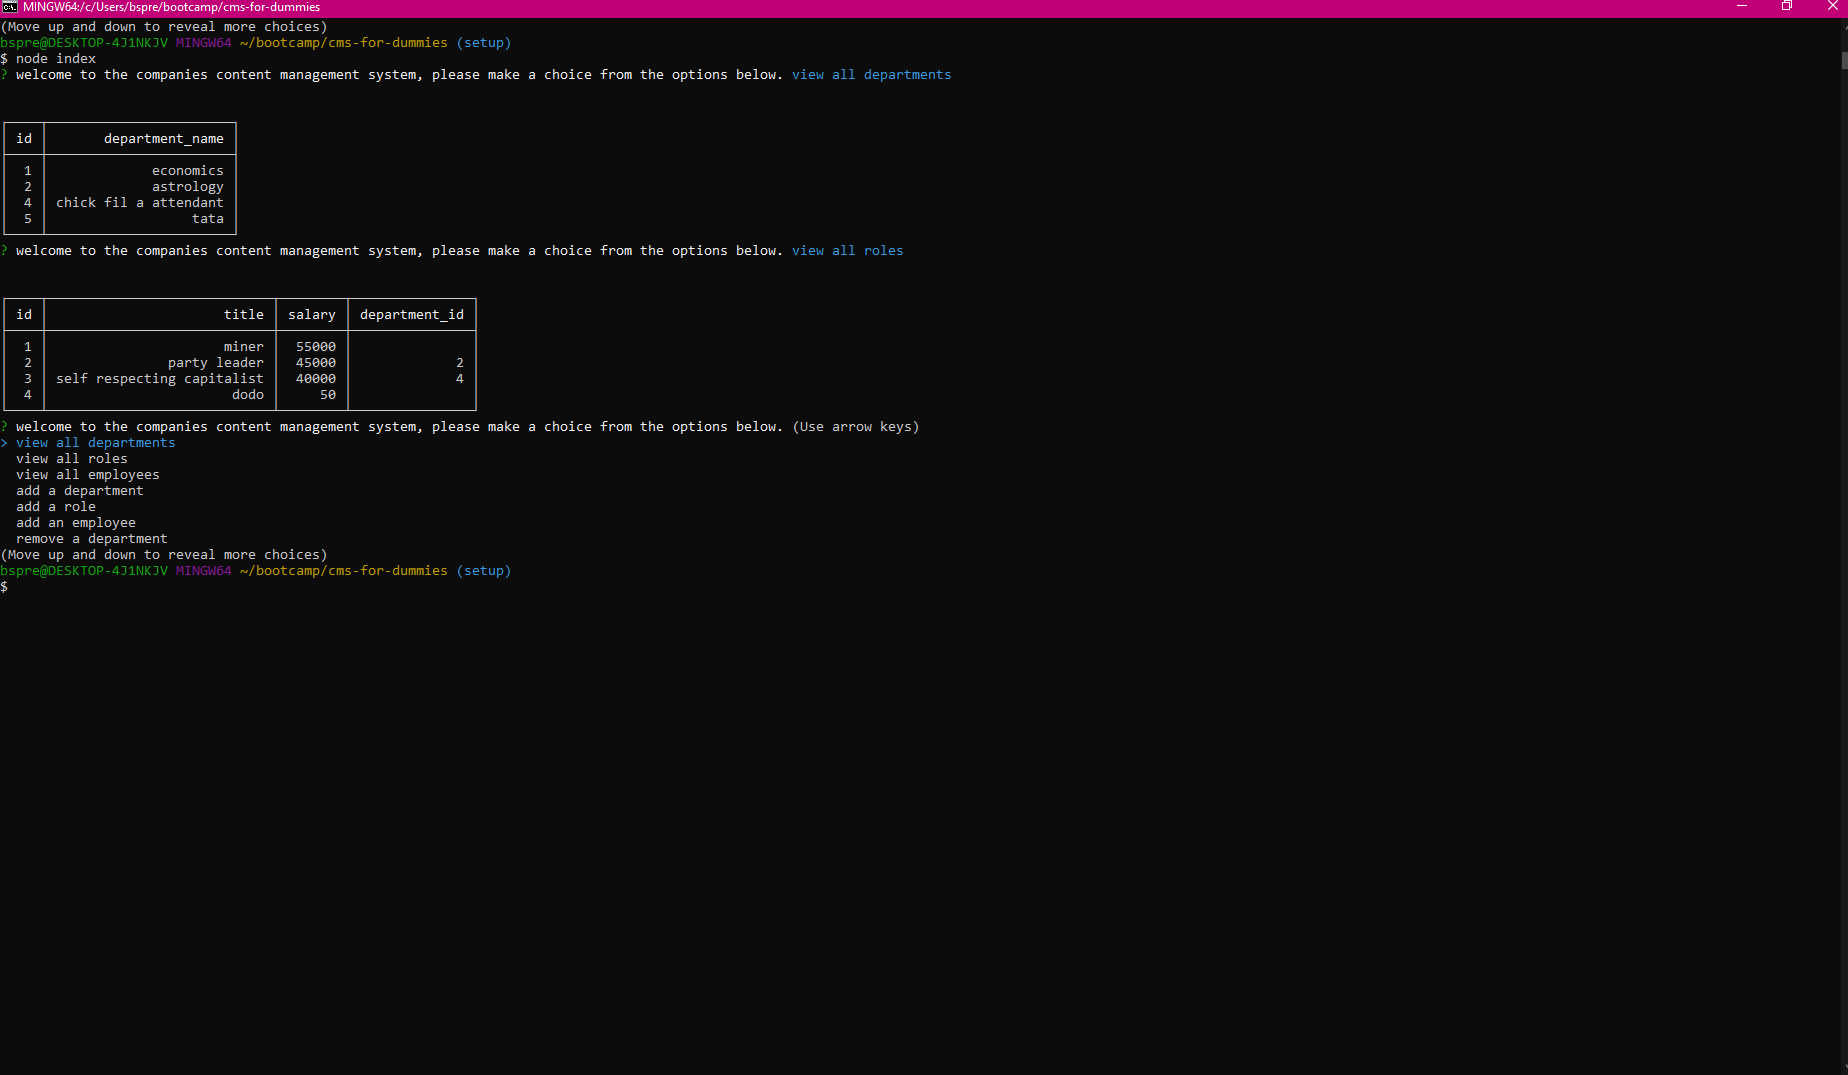 MINGW64:/c/Users/bspre/bootcamp/cms-for-dummies
(Move up and down to reveal more choices)
bspre@DESKTOP-4J1NKJV MINGW64 ~/bootcamp/cms-for-dummies (setup)
$ node index
? welcome to the companies content management system, please make a choice from the options below. view all departments
id department_name
1 economics
2 astrology
4 chick fil a attendant
5 tata
? welcome to the companies content management system, please make a choice from the options below. view all roles
id title salary department_id
1 miner 55000
2 party leader 45000 2
3 self respecting capitalist 40000 4
4 dodo 50
? welcome to the companies content management system, please make a choice from the options below. (Use arrow keys)
> view all departments
view all roles
view all employees
add a department
add a role
add an employee
remove a department
(Move up and down to reveal more choices)
bspre@DESKTOP-4J1NKJV MINGW64 ~/bootcamp/cms-for-dummies (setup)
$